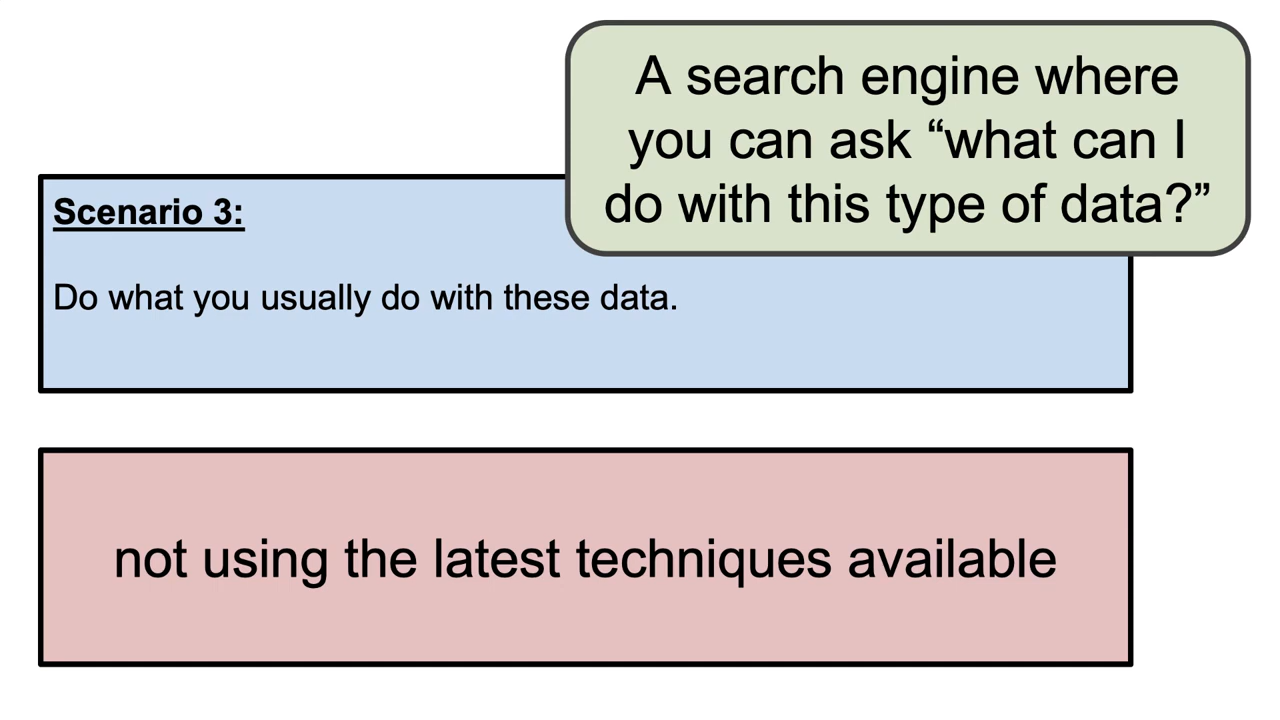 A search engine where
you can ask “what can I
do with this type of data?”
Scenario 3:
Do what you usually do with these data.
not using the latest techniques available